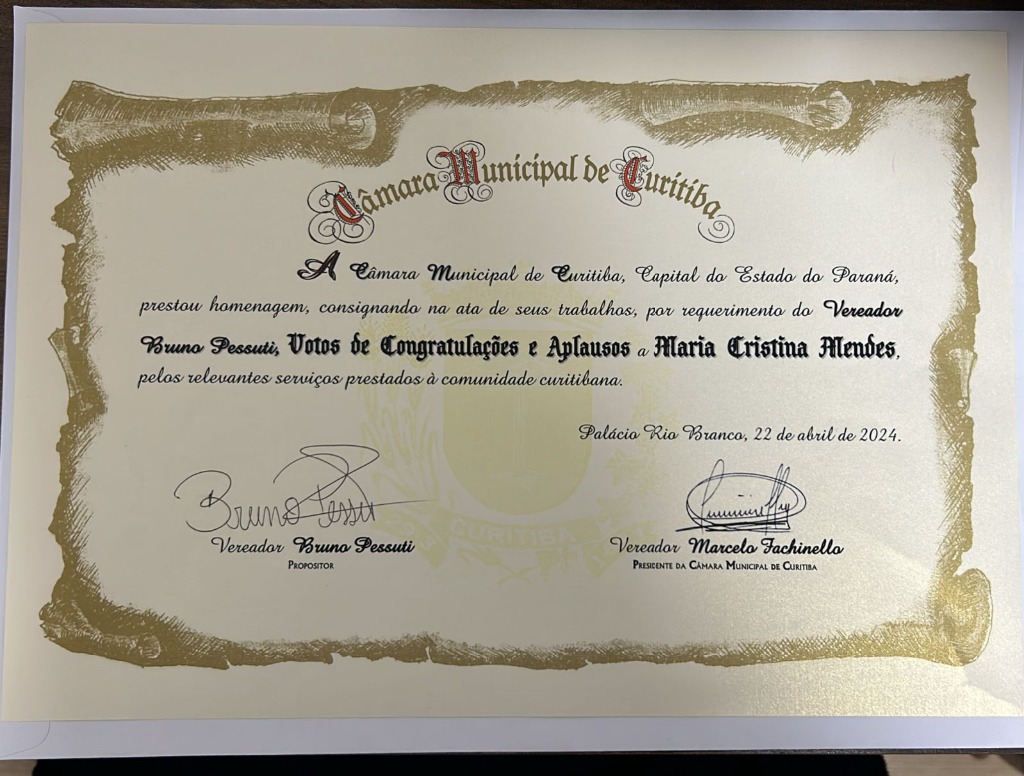 Câmara Municipal de Curitiba
A Câmara Municipal de Curitiba, Capital do Estado do Paraná,
prestou homenagem, consignando na ata de seus trabalhos, por requerimento do Vereador
Bruno Pessuti, Votos de Congratulações e Aplausos a Maria Cristina Mendes,
pelos relevantes serviços prestados à comunidade curitibana.
Palácio Rio Branco, 22 de abril de 2024.
Bruno Pessuti
Vereador Bruno Pessuti
PROPOSITOR
Vereador Marcelo Fachinello
PRESIDENTE DA CÂMARA MUNICIPAL DE CURITIBA
CURITIBA